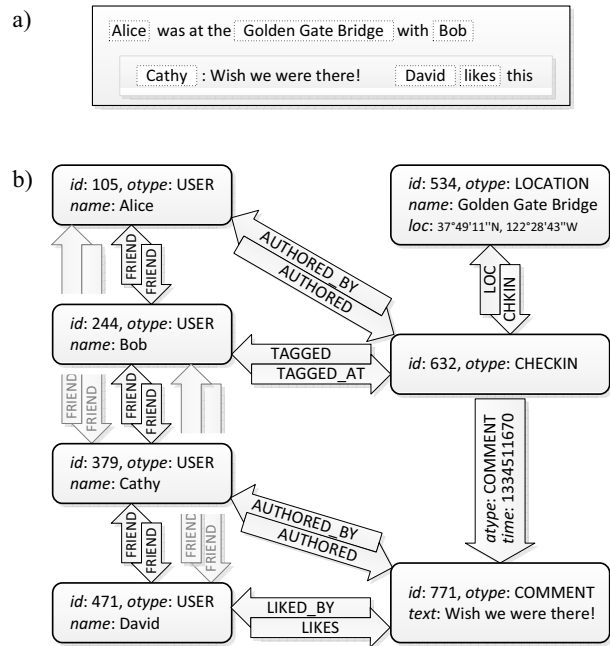 a)
Alice was at the Golden Gate Bridge with Bob
Cathy : Wish we were there! David likes this
b)
id: 105, otype: USER
name: Alice
id: 534, otype: LOCATION
name: Golden Gate Bridge
loc: 37°49'11"N, 122°28'43"W
AUTHORED_BY
AUTHORED
FRIEND
FRIEND
LOC
CHKIN
id: 244, otype: USER
name: Bob
TAGGED
TAGGED_AT
id: 632, otype: CHECKIN
FRIEND
FRIEND
FRIEND
FRIEND
atype: COMMENT
time: 1334511670
id: 379, otype: USER
name: Cathy
AUTHORED_BY
AUTHORED
FRIEND
FRIEND
FRIEND
FRIEND
id: 471, otype: USER
name: David
LIKED_BY
LIKES
id: 771, otype: COMMENT
text: Wish we were there!